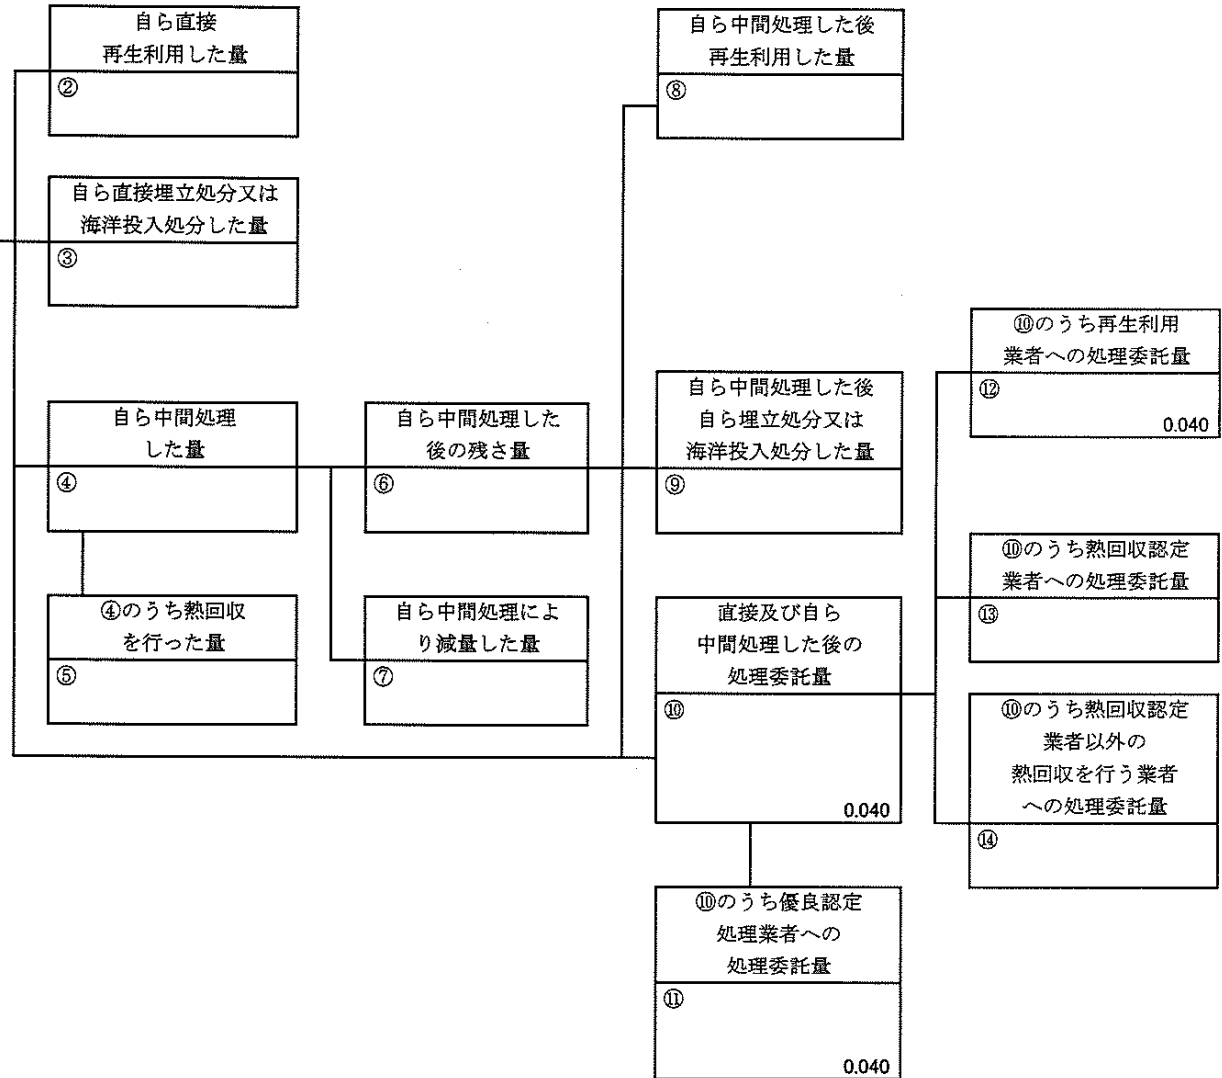 自ら直接
再生利用した量
②
自ら直接埋立処分又は
海洋投入処分した量
③
自ら中間処理
した量
④
④のうち熱回収
を行った量
⑤
自ら中間処理した
後の残さ量
⑥
自ら中間処理によ
り減量した量
⑦
自ら中間処理した後
再生利用した量
⑧
自ら中間処理した後
自ら埋立処分又は
海洋投入処分した量
⑨
直接及び自ら
中間処理した後の
処理委託量
⑩
0.040
⑩のうち優良認定
処理業者への
処理委託量
⑪
0.040
⑩のうち再生利用
業者への処理委託量
⑫
0.040
⑩のうち熱回収認定
業者への処理委託量
⑬
⑩のうち熱回収認定
業者以外の
熱回収を行う業者
への処理委託量
⑭